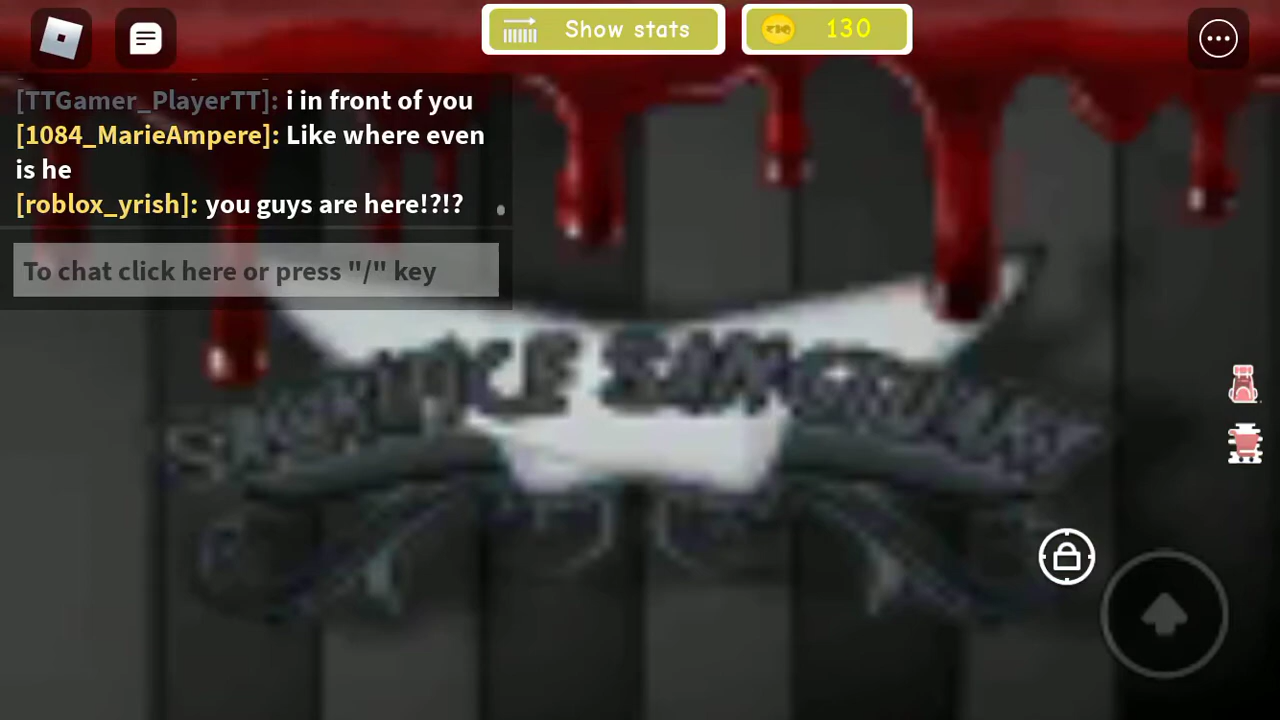 Show stats
130
[TTGamer_PlayerTT]: i in front of you
[1084_MarieAmpere]: Like where even
is he
[roblox_yrish]: you guys are here!?!?
To chat click here or press "/" key